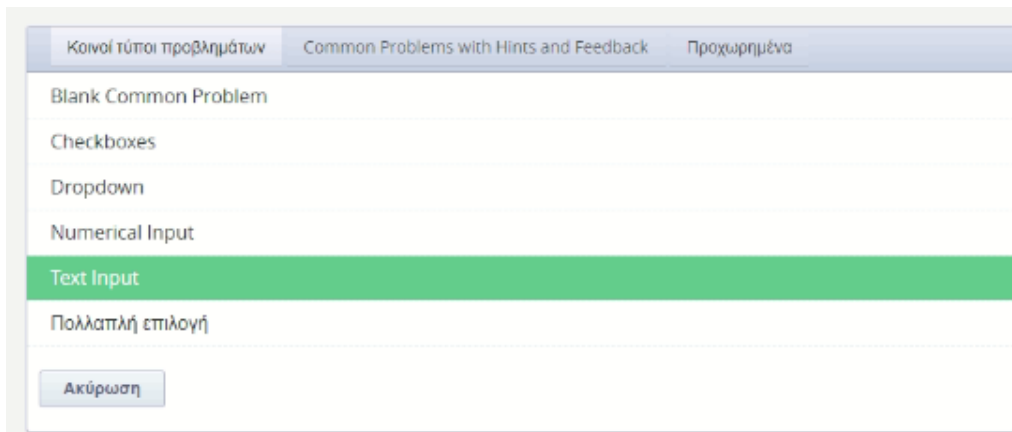 Κοινοί τύποι προβλημάτων Common Problems with Hints and Feedback Προχωρημένα
Blank Common Problem
Checkboxes
Dropdown
Numerical Input
Text Input
Πολλαπλή επιλογή
Ακύρωση